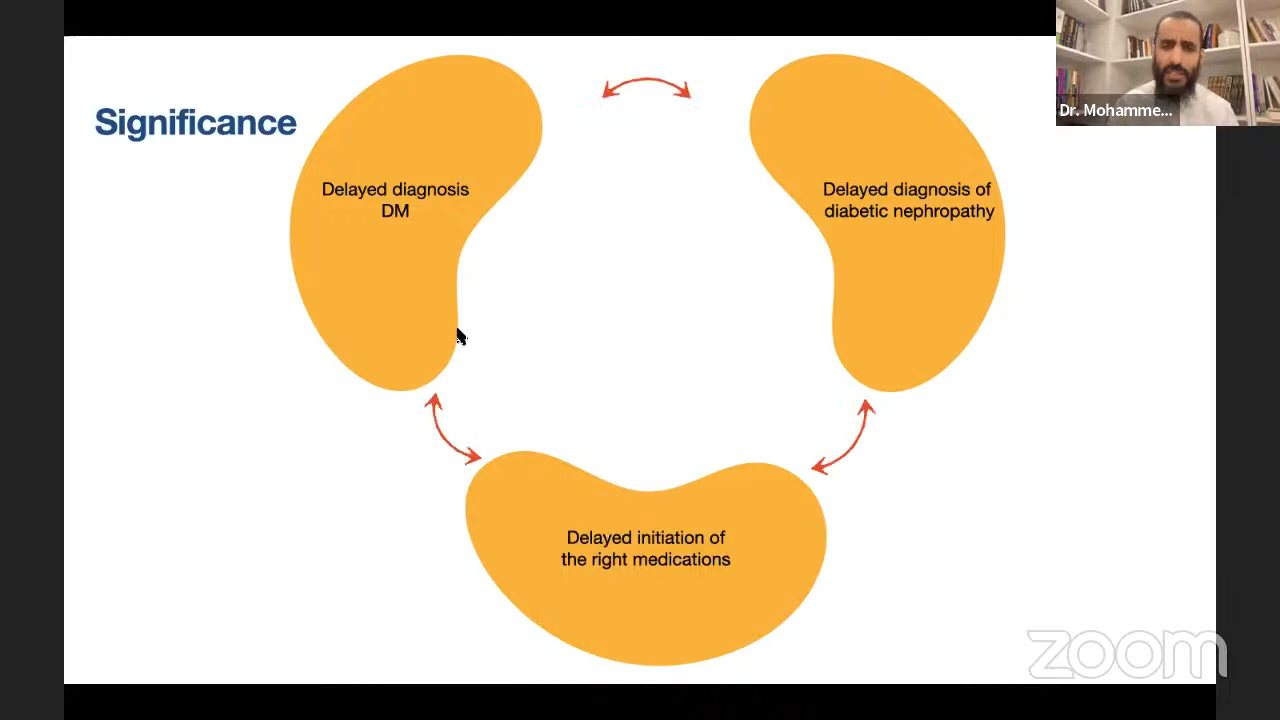 Dr. Mohamme...
Significance
Delayed diagnosis
DM
Delayed diagnosis of
diabetic nephropathy
Delayed initiation of
the right medications
zoom